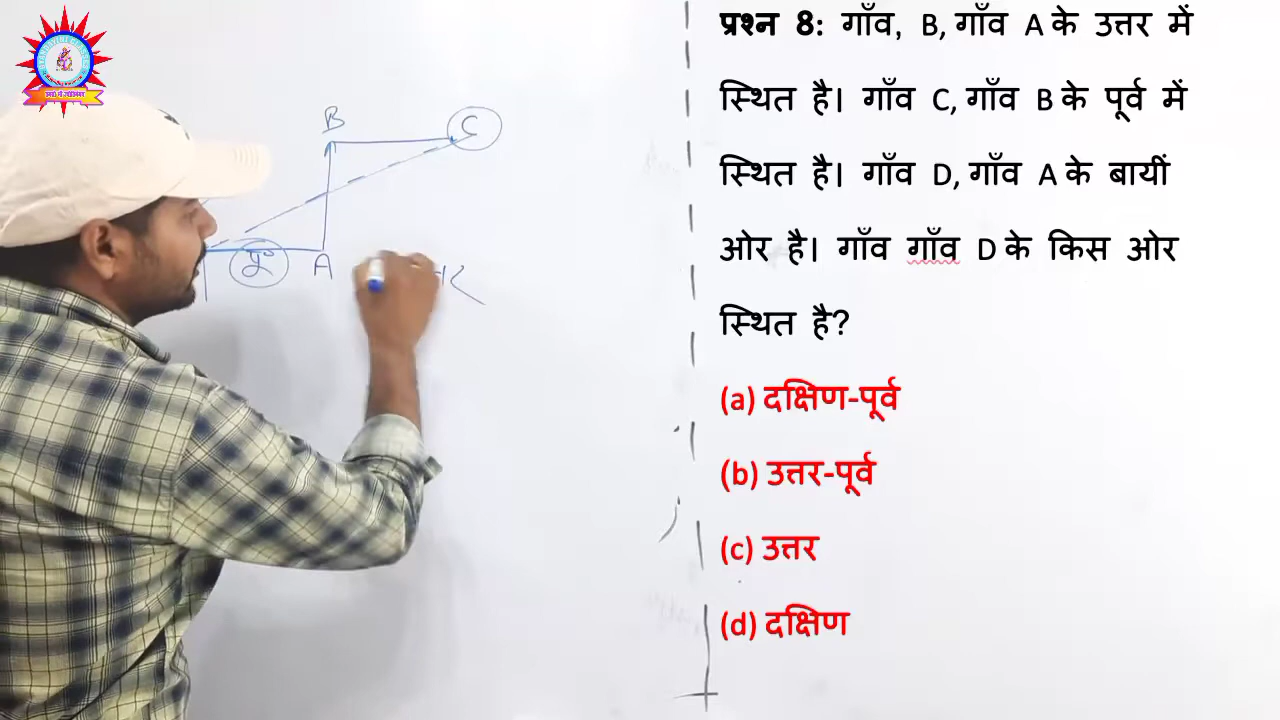 प्रश्न 8: गाँव, B, गाँव A के उत्तर में
स्थित है। गाँव C, गाँव B के पूर्व में
स्थित है। गाँव D, गाँव A के बायीं
ओर है। गाँव गाँव D के किस ओर
स्थित है?
(a) दक्षिण-पूर्व
(b) उत्तर-पूर्व
(c) उत्तर
(d) दक्षिण
B
C
A